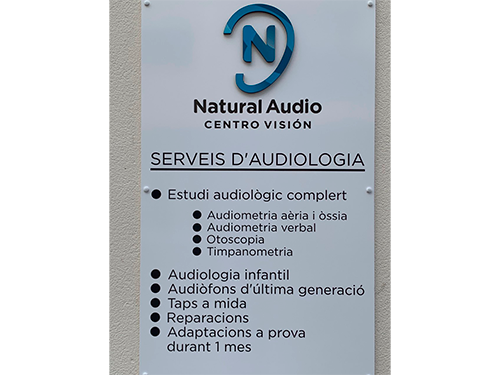 N
Natural Audio
CENTRO VISIÓN
SERVEIS D'AUDIOLOGIA
● Estudi audiològic complert
● Audiometria aèria i òssia
● Audiometria verbal
● Otoscopia
● Timpanometria
● Audiologia infantil
● Audiòfons d'última generació
● Taps a mida
● Reparacions
● Adaptacions a prova
durant 1 mes